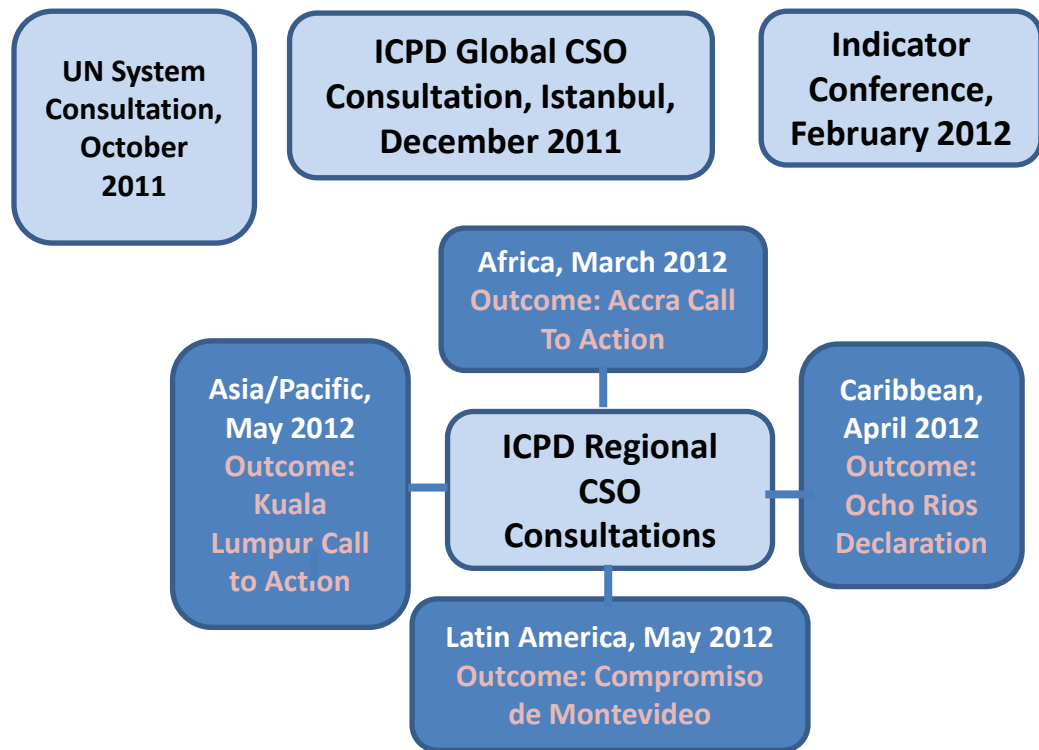 UN System
Consultation,
October
2011
ICPD Global CSO
Consultation, Istanbul,
December 2011
Indicator
Conference,
February 2012
Africa, March 2012
Outcome: Accra Call
To Action
Asia/Pacific,
May 2012
Outcome:
Kuala
Lumpur Call
to Action
ICPD Regional
CSO
Consultations
Caribbean,
April 2012
Outcome:
Ocho Rios
Declaration
Latin America, May 2012
Outcome: Compromiso
de Montevideo